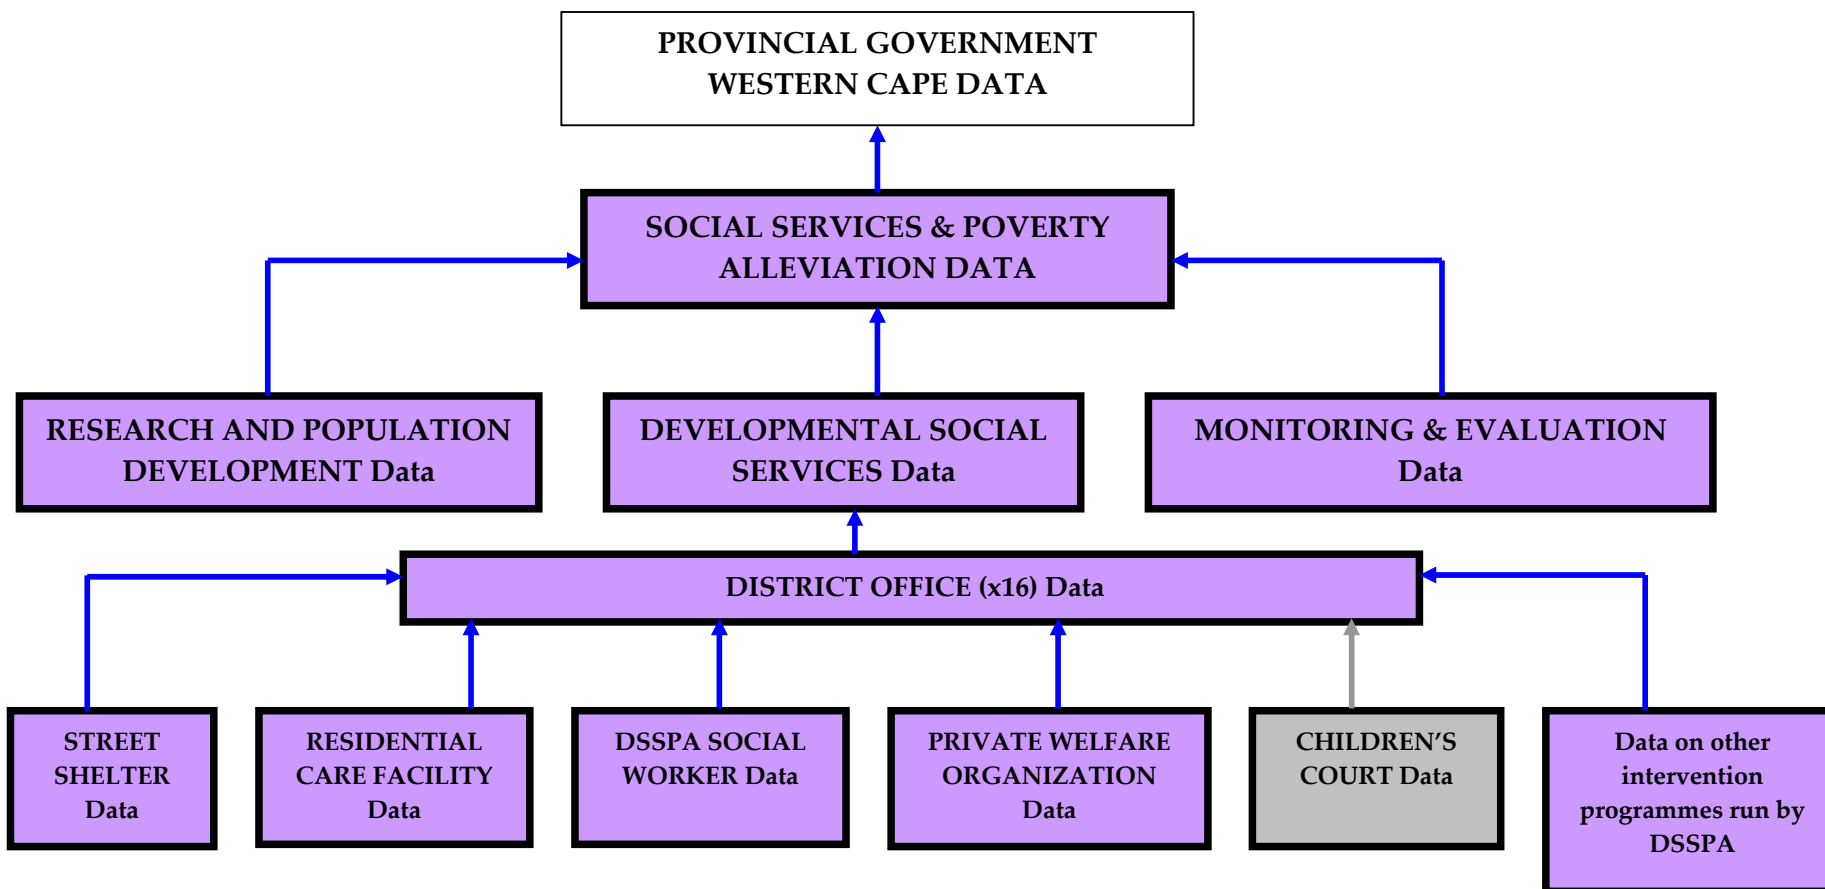 PROVINCIAL GOVERNMENT
WESTERN CAPE DATA
SOCIAL SERVICES & POVERTY
ALLEVIATION DATA
RESEARCH AND POPULATION
DEVELOPMENT Data
DEVELOPMENTAL SOCIAL
SERVICES Data
MONITORING & EVALUATION
Data
DISTRICT OFFICE (x16) Data
STREET
SHELTER
Data
RESIDENTIAL
CARE FACILITY
Data
DSSPA SOCIAL
WORKER Data
PRIVATE WELFARE
ORGANIZATION
Data
CHILDREN’S
COURT Data
Data on other
intervention
programmes run by
DSSPA